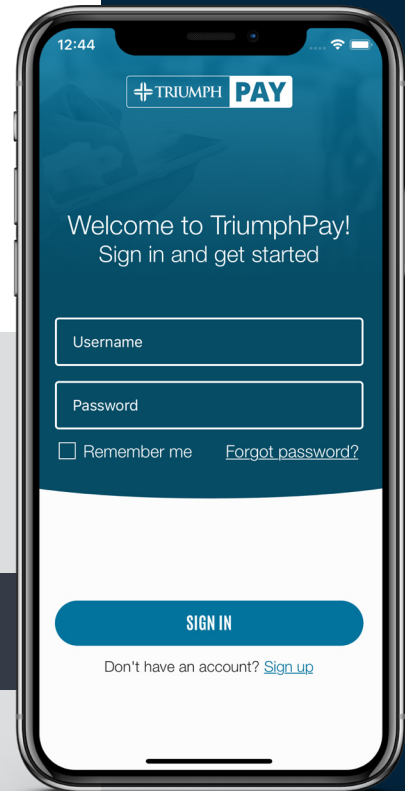 12:44
TRIUMPH PAY
Welcome to TriumphPay!
Sign in and get started
Username
Password
Remember me Forgot password?
SIGN IN
Don't have an account? Sign up